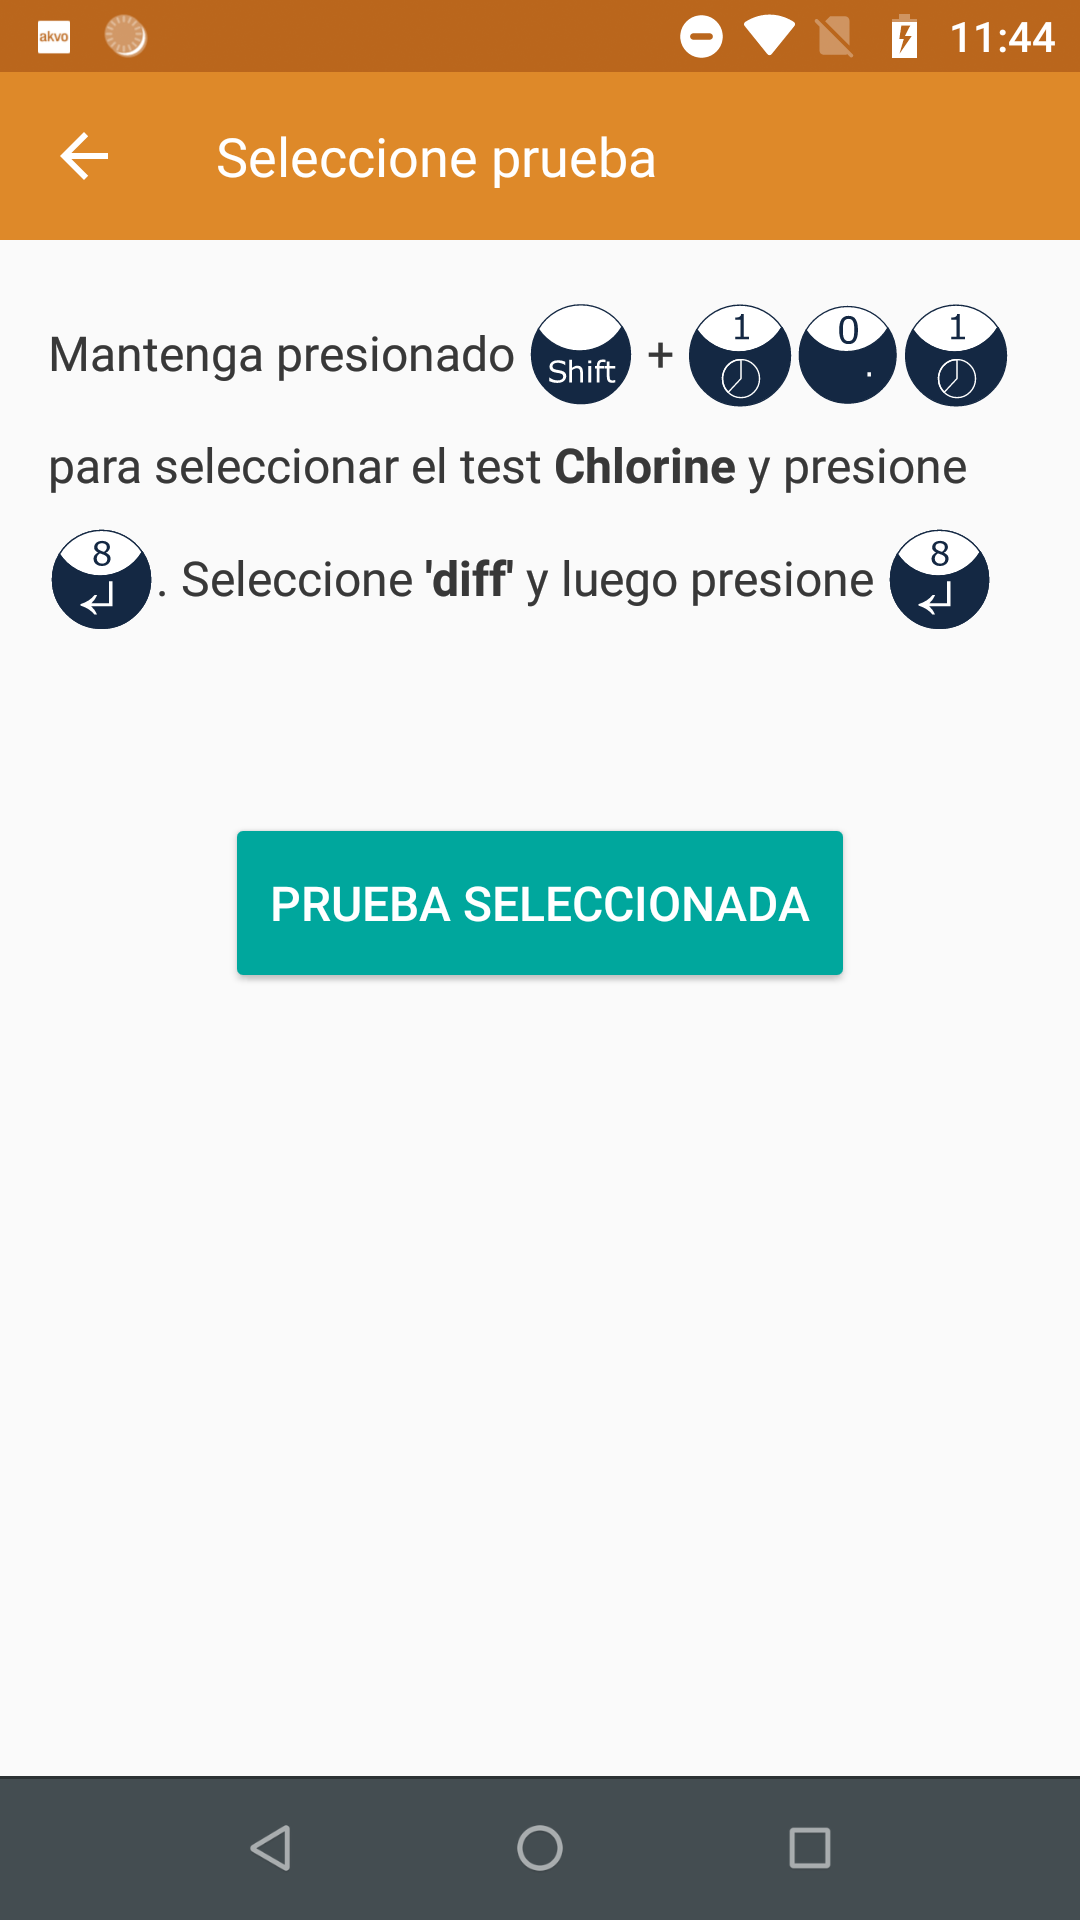 akvo 11:44
Seleccione prueba
Mantenga presionado Shift + 1 0 . 1
para seleccionar el test Chlorine y presione
8 . Seleccione 'diff' y luego presione 8
PRUEBA SELECCIONADA